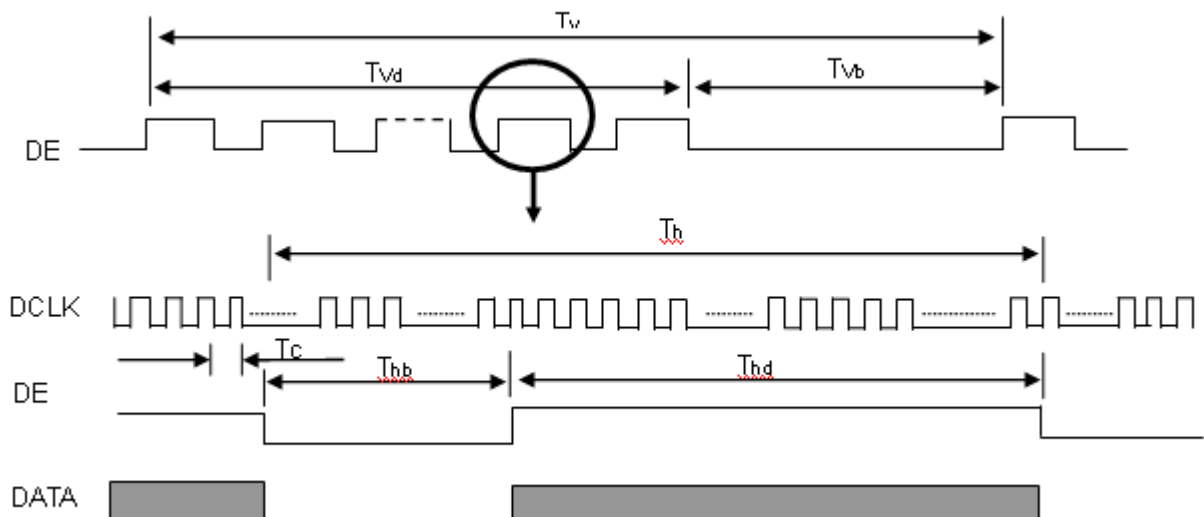 Tv
Tvd
Tvb
DE
Th
DCLK
Tc
Thb
Thd
DE
DATA